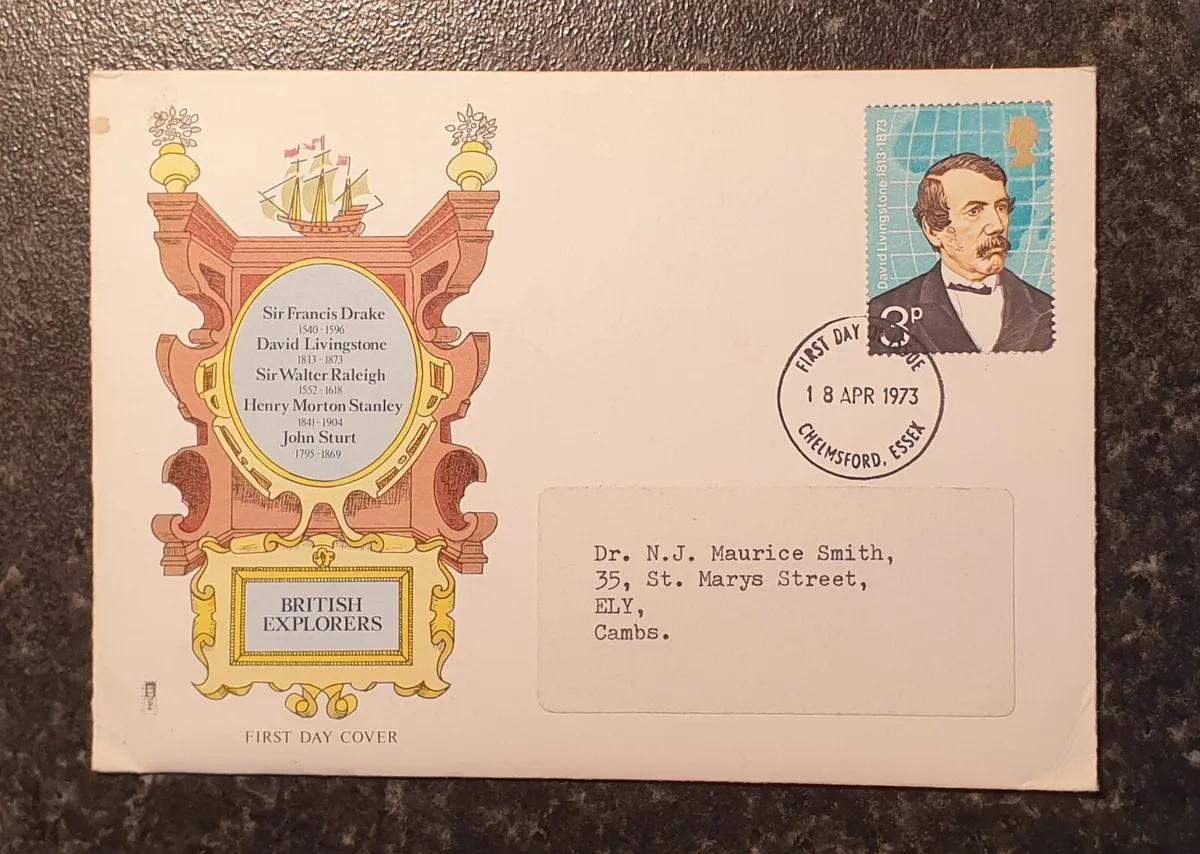 Sir Francis Drake
1540-1596
David Livingstone
1813-1873
Sir Walter Raleigh
1552-1618
Henry Morton Stanley
1841-1904
John Sturt
1795-1869
BRITISH
EXPLORERS
FIRST DAY COVER
David Livingstone 1813-1873
3p
FIRST DAY
18 APR 1973
CHELMSFORD, ESSEX
Dr. N.J. Maurice Smith,
35, St. Marys Street,
ELY,
Cambs.